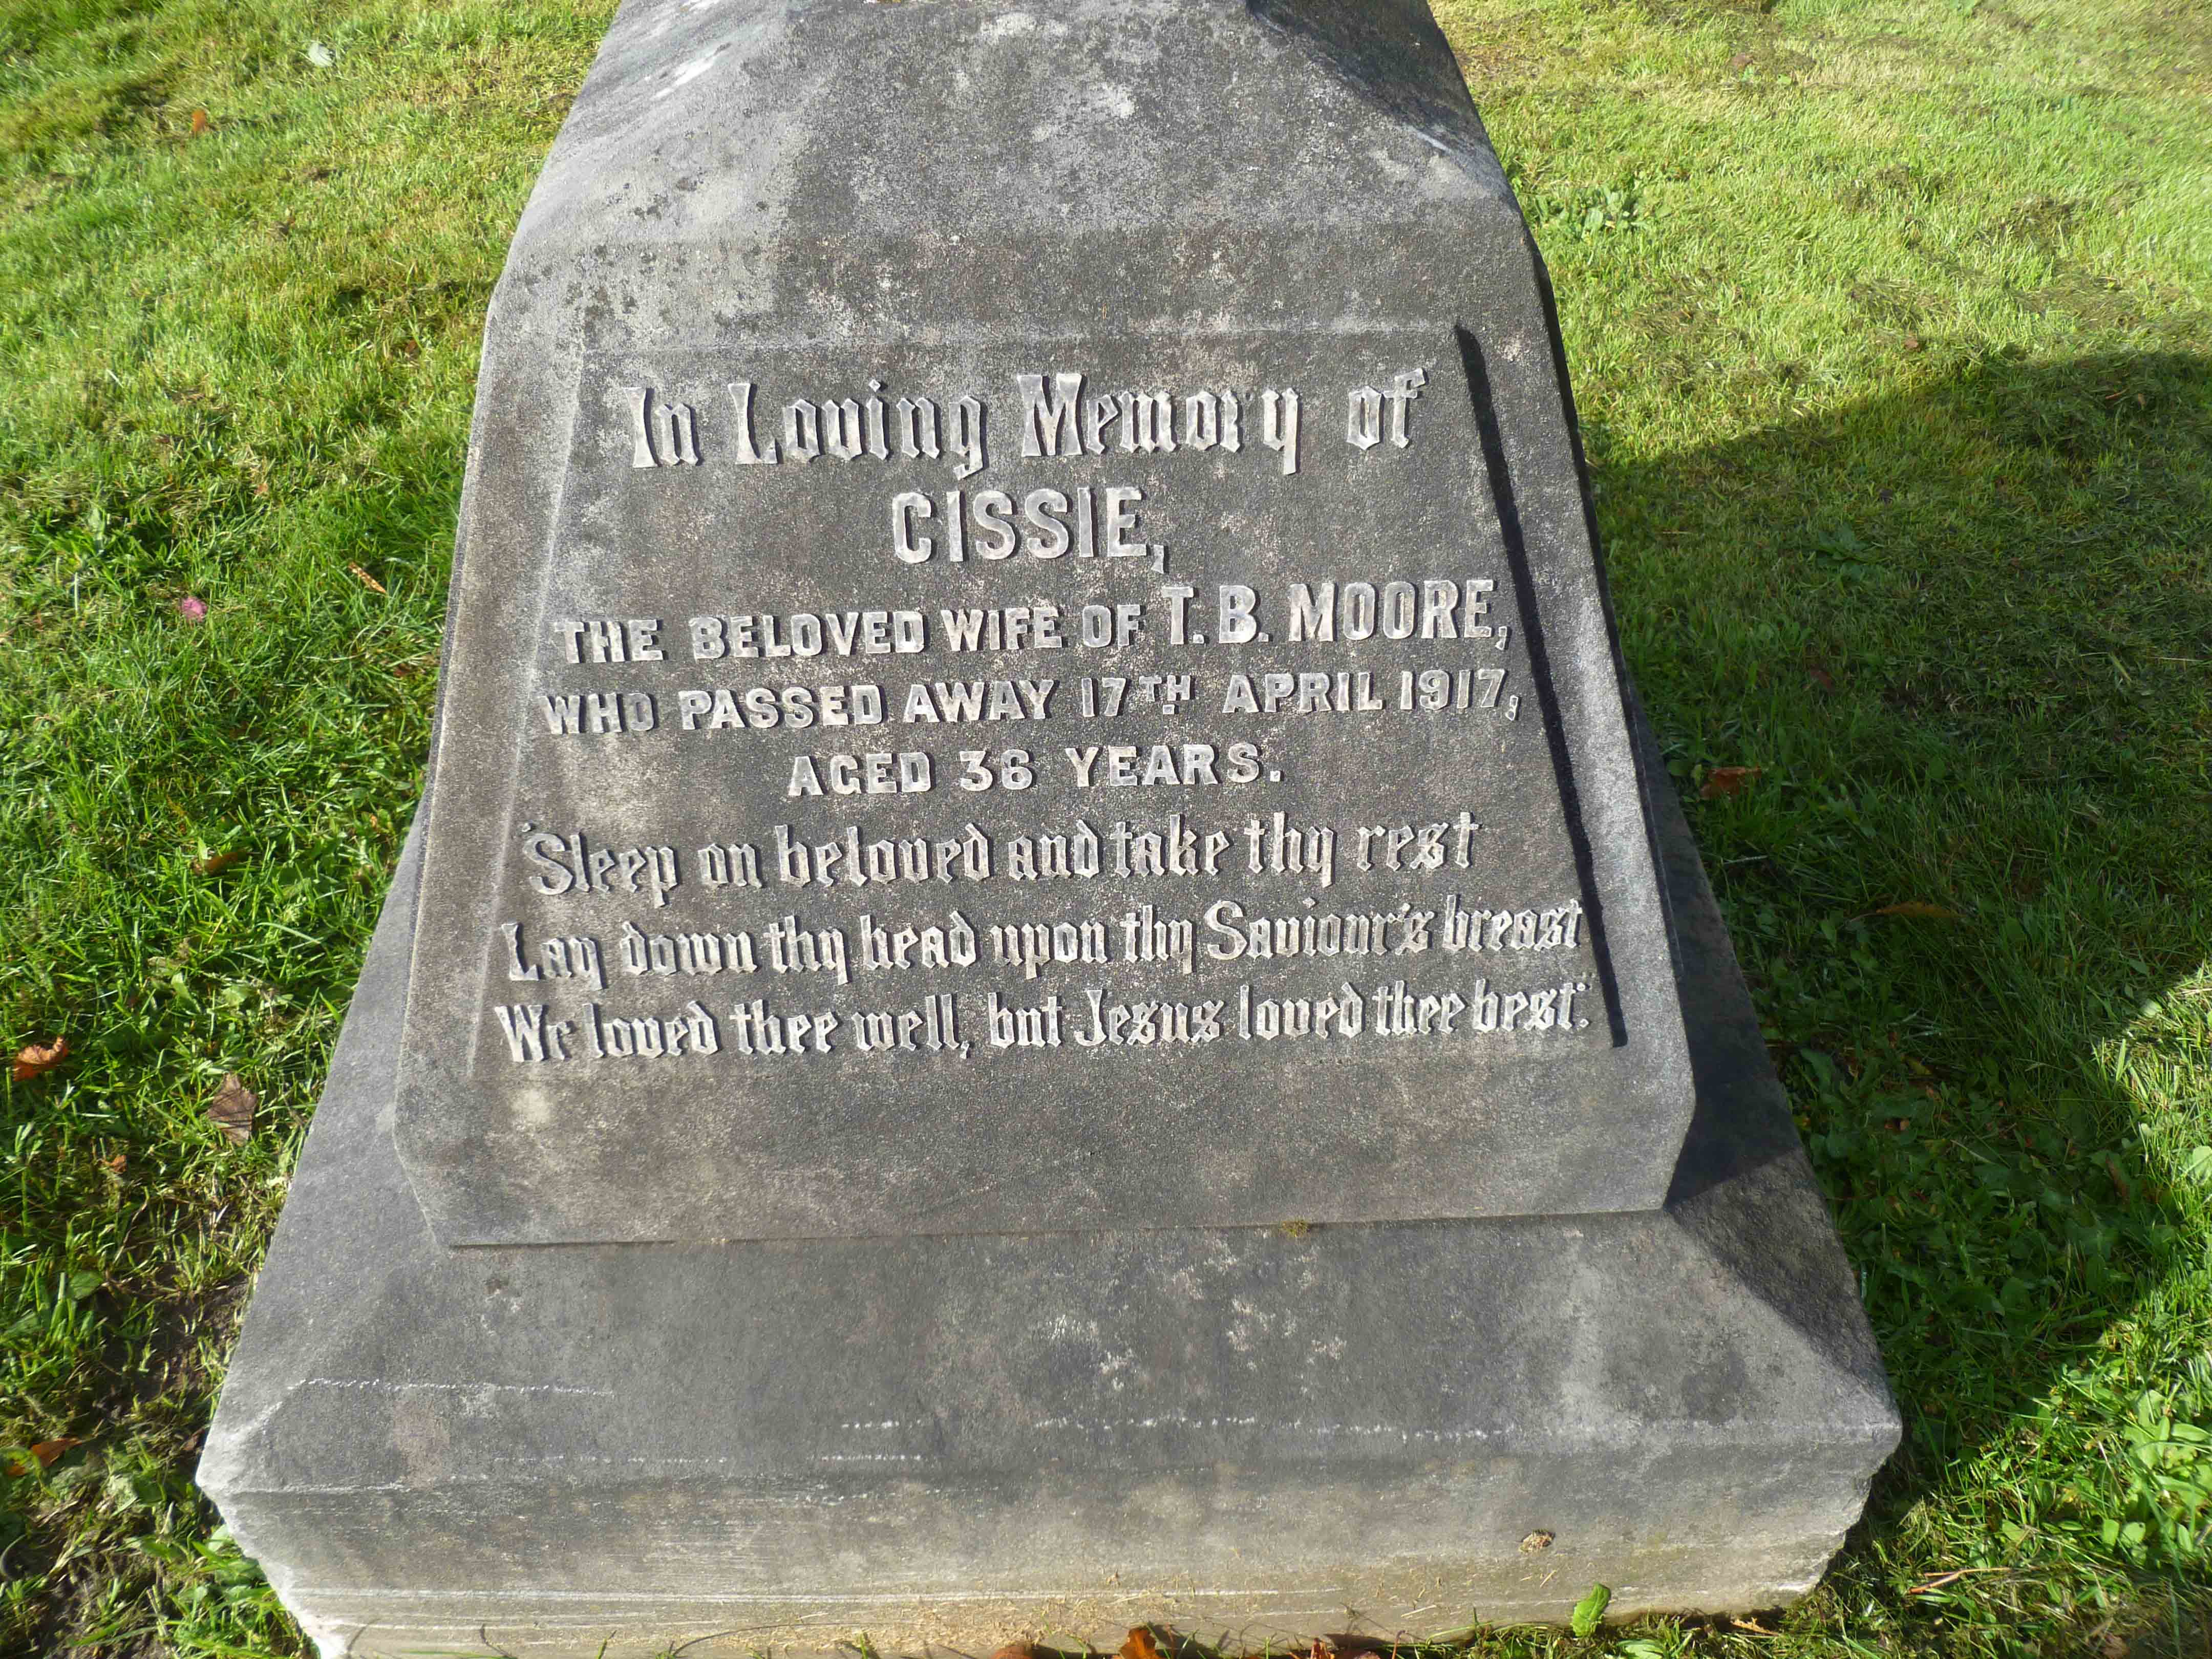 In Loving Memory of
CISSIE,
THE BELOVED WIFE OF T. B. MOORE,
WHO PASSED AWAY 17TH APRIL 1917,
AGED 36 YEARS.
"Sleep on beloved and take thy rest
Lay down thy head upon thy Saviour's breast
We loved thee well, but Jesus loved thee best."